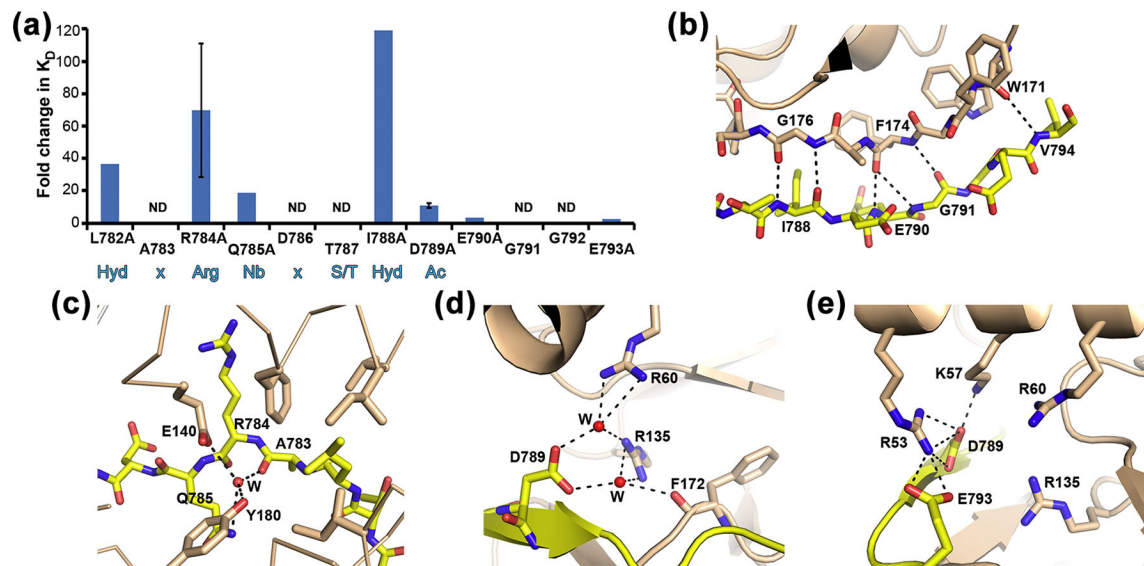 (a)
Fold change in K_D
120
100
80
60
40
20
0
ND ND ND ND ND
L782A A783 R784A Q785A D786 T787 I788A D789A E790A G791 G792 E793A
Hyd x Arg Nb x S/T Hyd Ac
(b)
W171
G176 F174
V794
I788 E790 G791
(c)
E140 R784 A783
W
Q785
Y180
(d)
R60
W
R135
D789
W F172
(e)
K57
R60
R53
D789
R135
E793